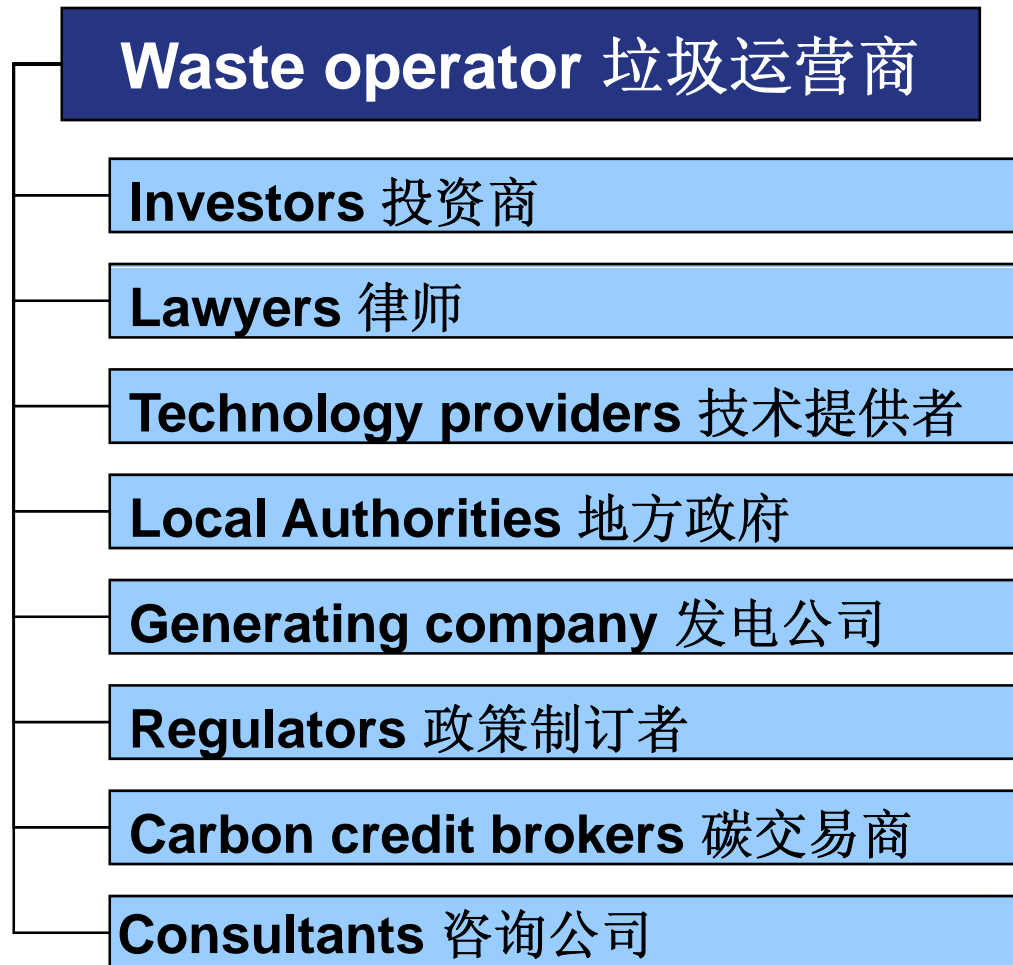 Waste operator 垃圾运营商
Investors 投资商
Lawyers 律师
Technology providers 技术提供者
Local Authorities 地方政府
Generating company 发电公司
Regulators 政策制订者
Carbon credit brokers 碳交易商
Consultants 咨询公司